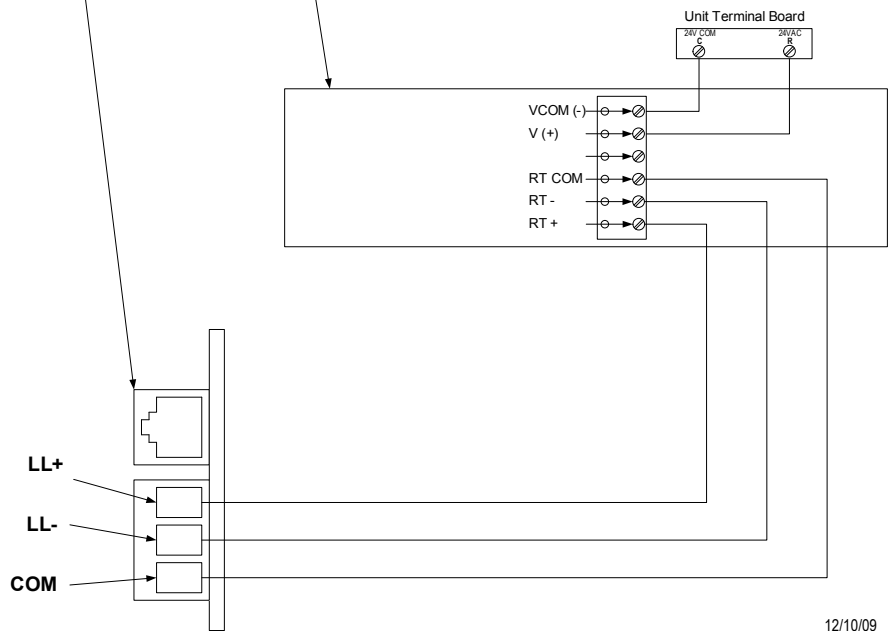 Unit Terminal Board
24V COM
C
24VAC
R
VCOM (-)
V (+)
RT COM
RT -
RT +
LL+
LL-
COM
12/10/09